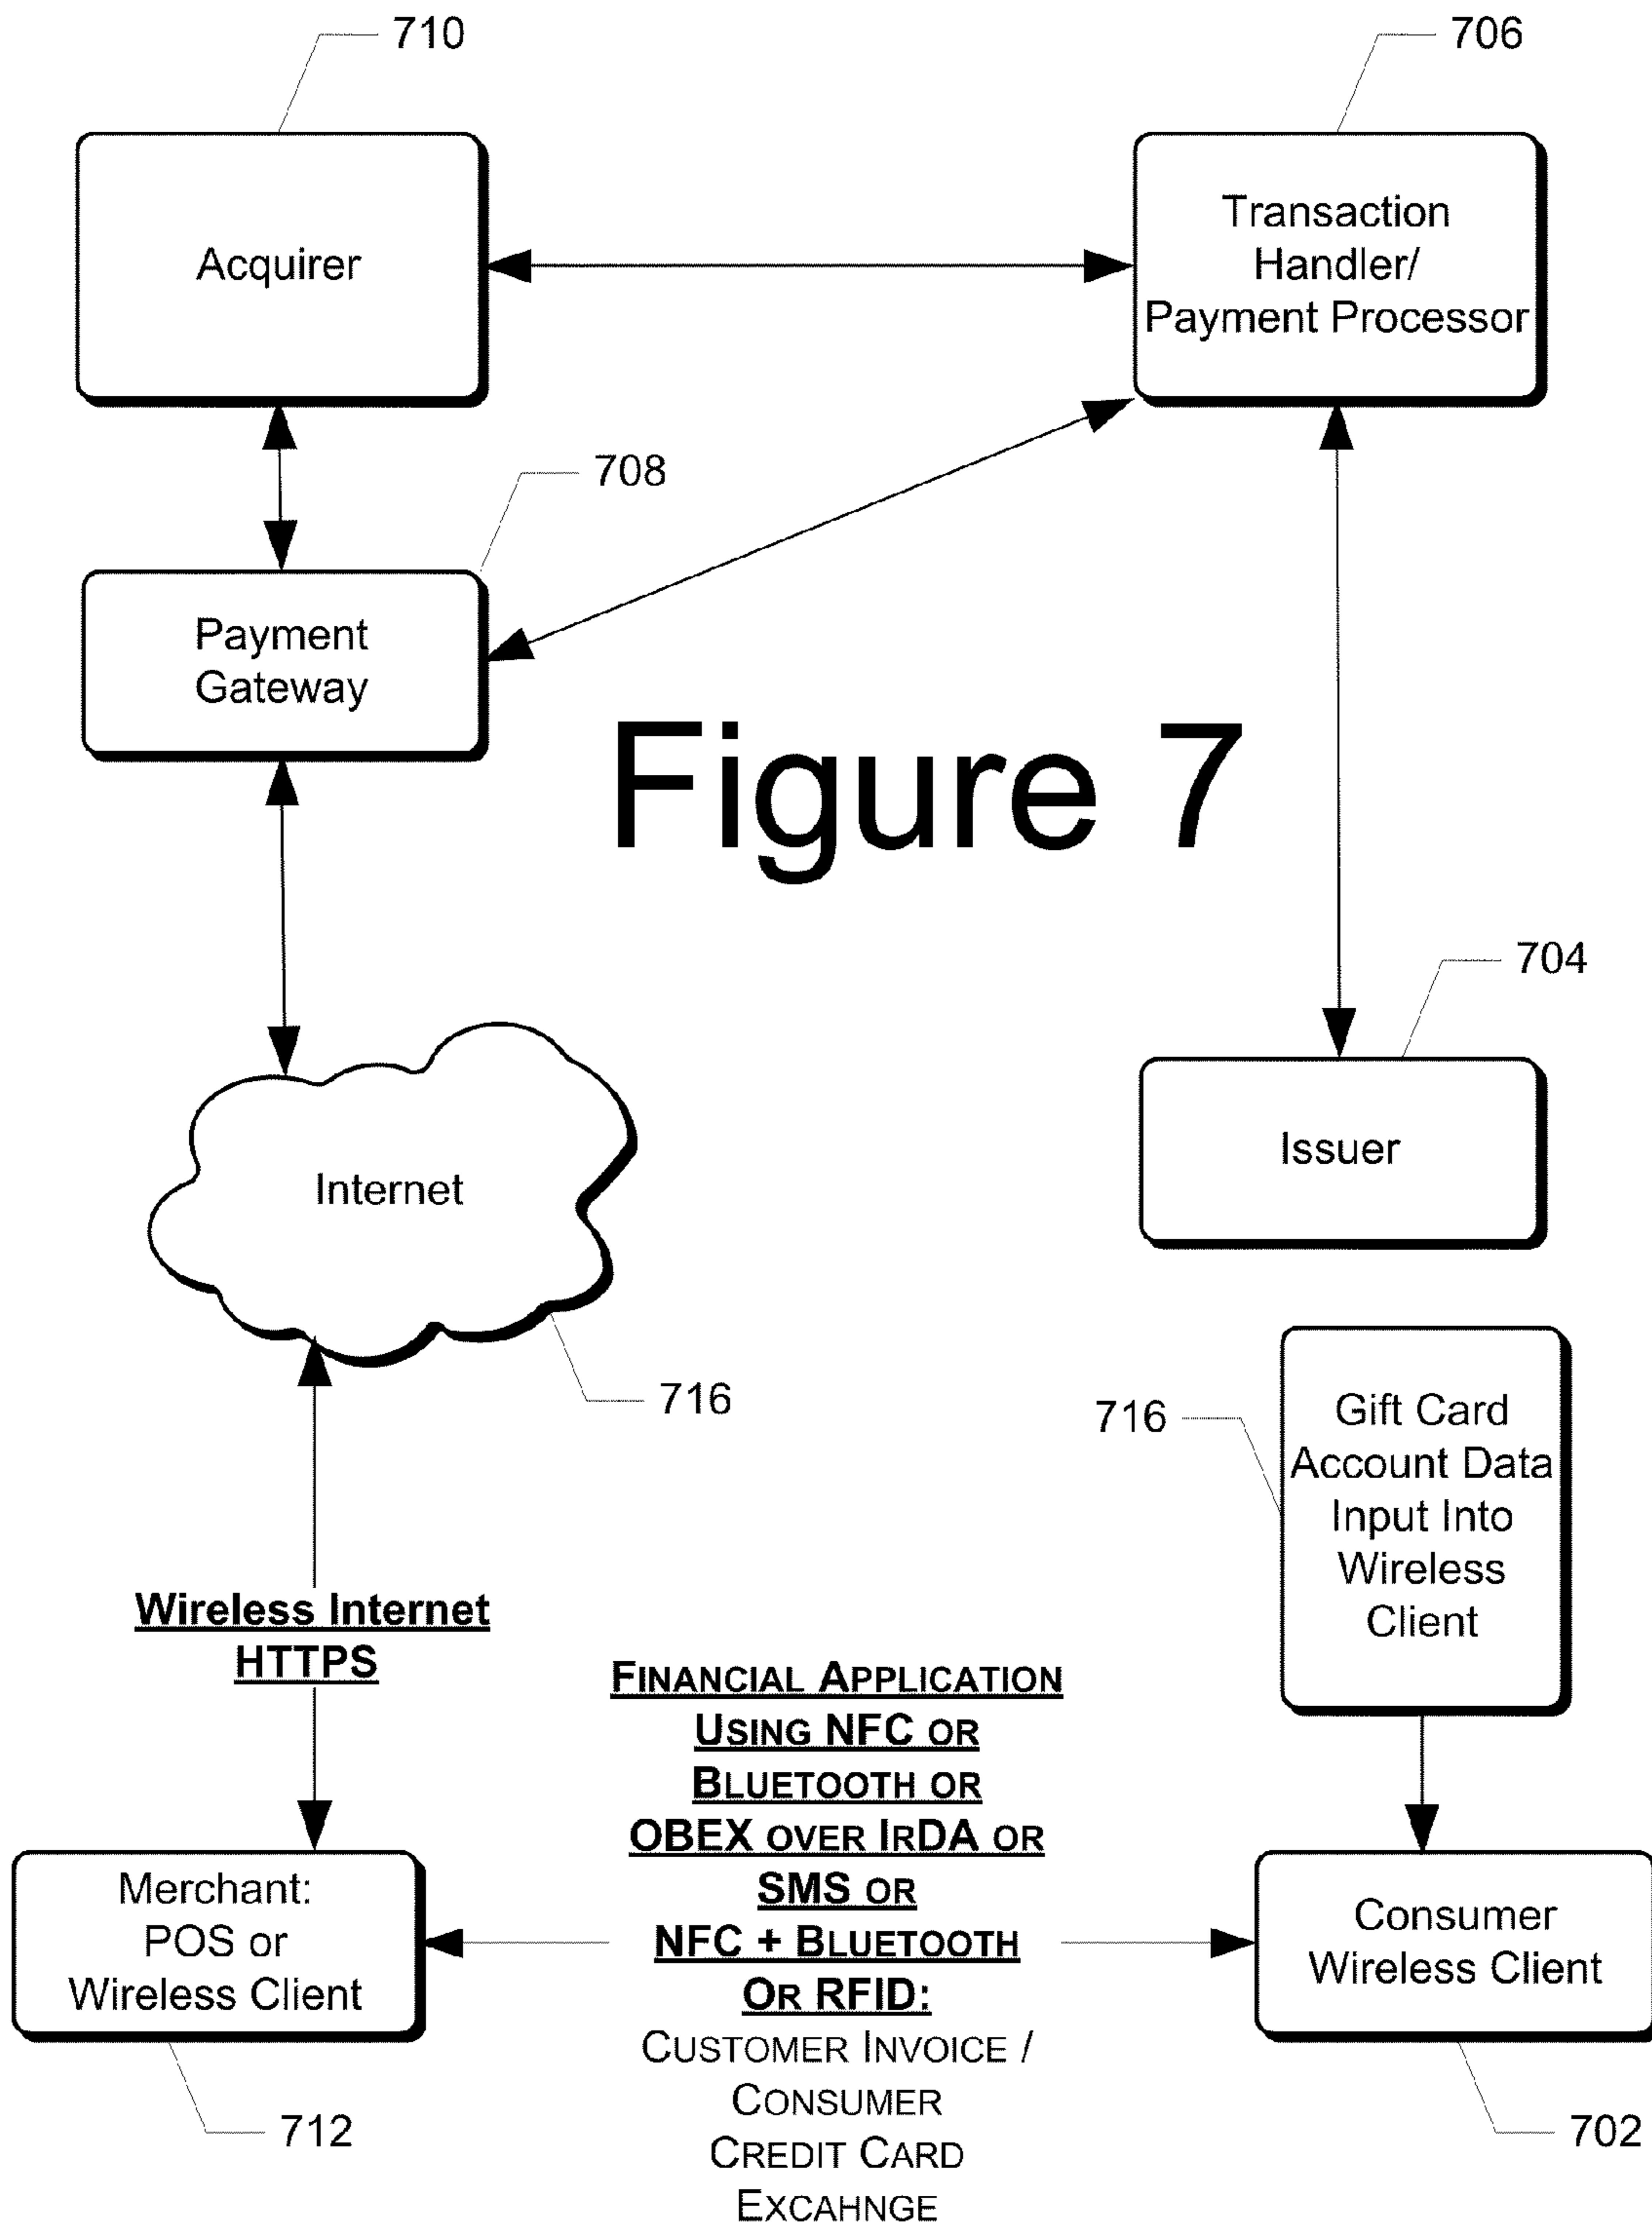 710
706
Acquirer
Transaction
Handler/
Payment Processor
708
Payment
Gateway
Figure 7
704
Issuer
Internet
716
716
Gift Card
Account Data
Input Into
Wireless
Client
Wireless Internet
HTTPS
FINANCIAL APPLICATION
USING NFC OR
BLUETOOTH OR
OBEX OVER IRDA OR
SMS OR
NFC + BLUETOOTH
OR RFID:
CUSTOMER INVOICE /
CONSUMER
CREDIT CARD
EXCAHNGE
Merchant:
POS or
Wireless Client
712
Consumer
Wireless Client
702